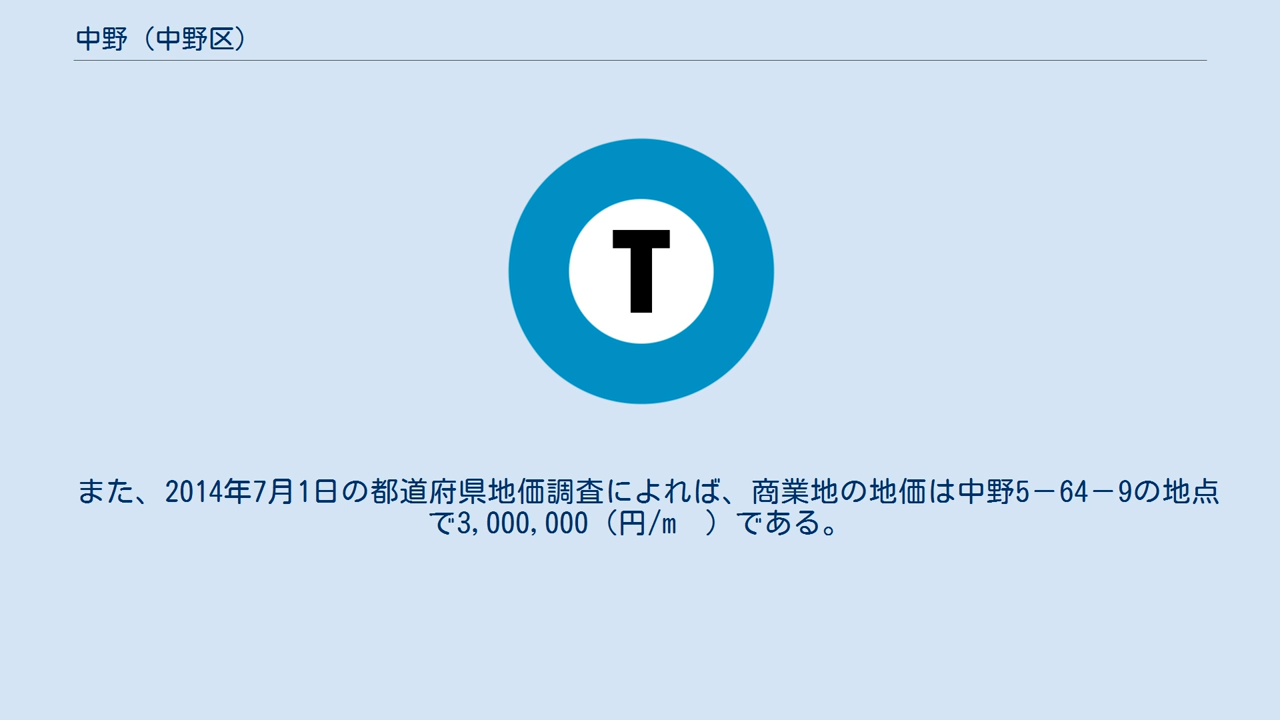 中野（中野区）
T
また、2014年7月1日の都道府県地価調査によれば、商業地の地価は中野5－64－9の地点
で3,000,000（円/m　）である。